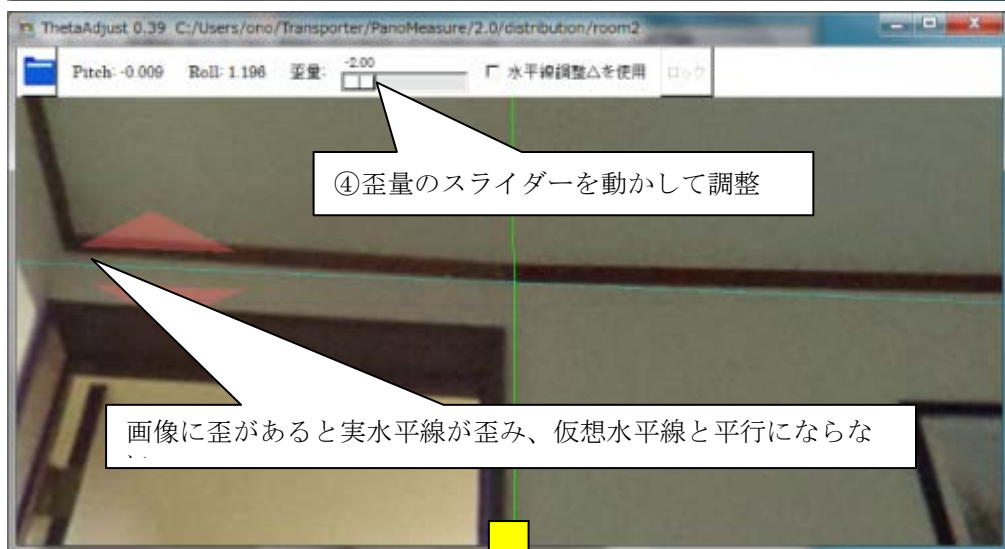 ThetaAdjust 0.39 C:/Users/ono/Transporter/PanoMeasure/2.0/distribution/room2
Pitch: -0.009 Roll: 1.196 歪量: -2.00 水平線調整△を使用 ロック
④歪量のスライダーを動かして調整
画像に歪があると実水平線が歪み、仮想水平線と平行にならな